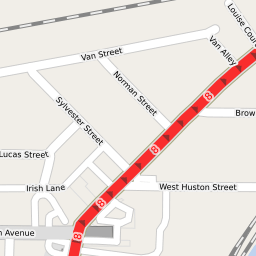 Louise Cour
Van Alley
Van Street
Norman Street
Sylvester Street
8
Brow
Lucas Street
8
Irish Lane
West Huston Street
8
n Avenue
8